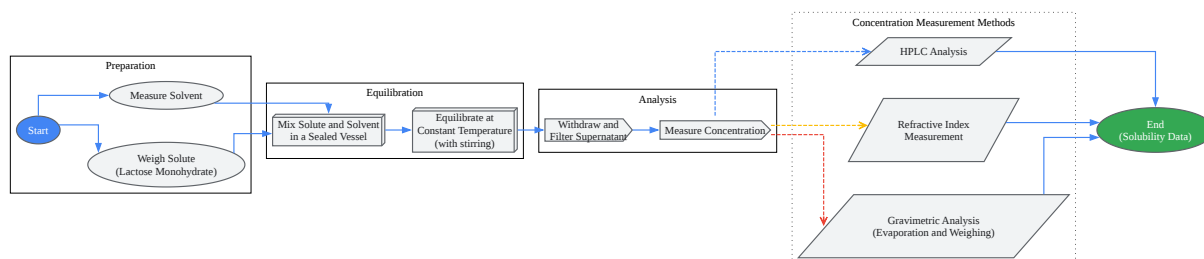 Preparation
Start
Measure Solvent
Weigh Solute
(Lactose Monohydrate)
Equilibration
Mix Solute and Solvent
in a Sealed Vessel
Equilibrate at
Constant Temperature
(with stirring)
Analysis
Withdraw and
Filter Supernatant
Measure Concentration
Concentration Measurement Methods
HPLC Analysis
Refractive Index
Measurement
Gravimetric Analysis
(Evaporation and Weighing)
End
(Solubility Data)